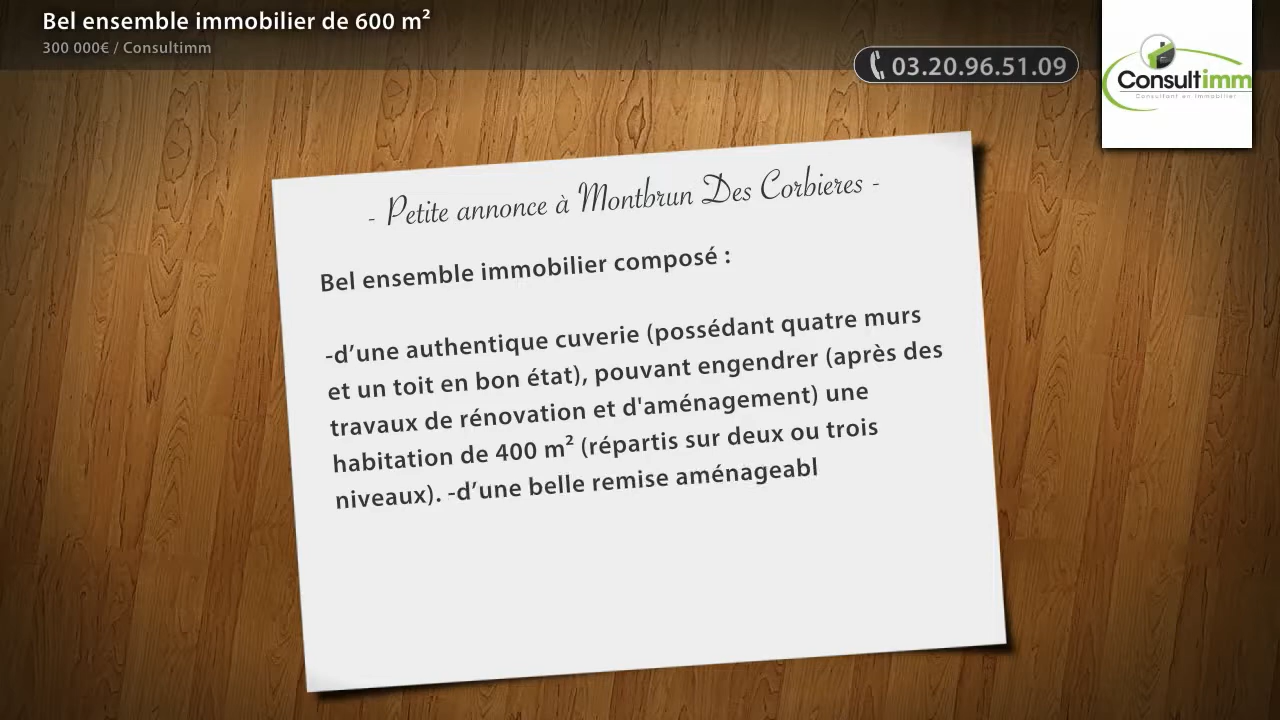 Bel ensemble immobilier de 600 m²
300 000€ / Consultimm
03.20.96.51.09
Consultimm
Consultant en immobilier
- Petite annonce à Montbrun Des Corbieres -
Bel ensemble immobilier composé :
-d’une authentique cuverie (possédant quatre murs
et un toit en bon état), pouvant engendrer (après des
travaux de rénovation et d'aménagement) une
habitation de 400 m² (répartis sur deux ou trois
niveaux). -d’une belle remise aménageabl